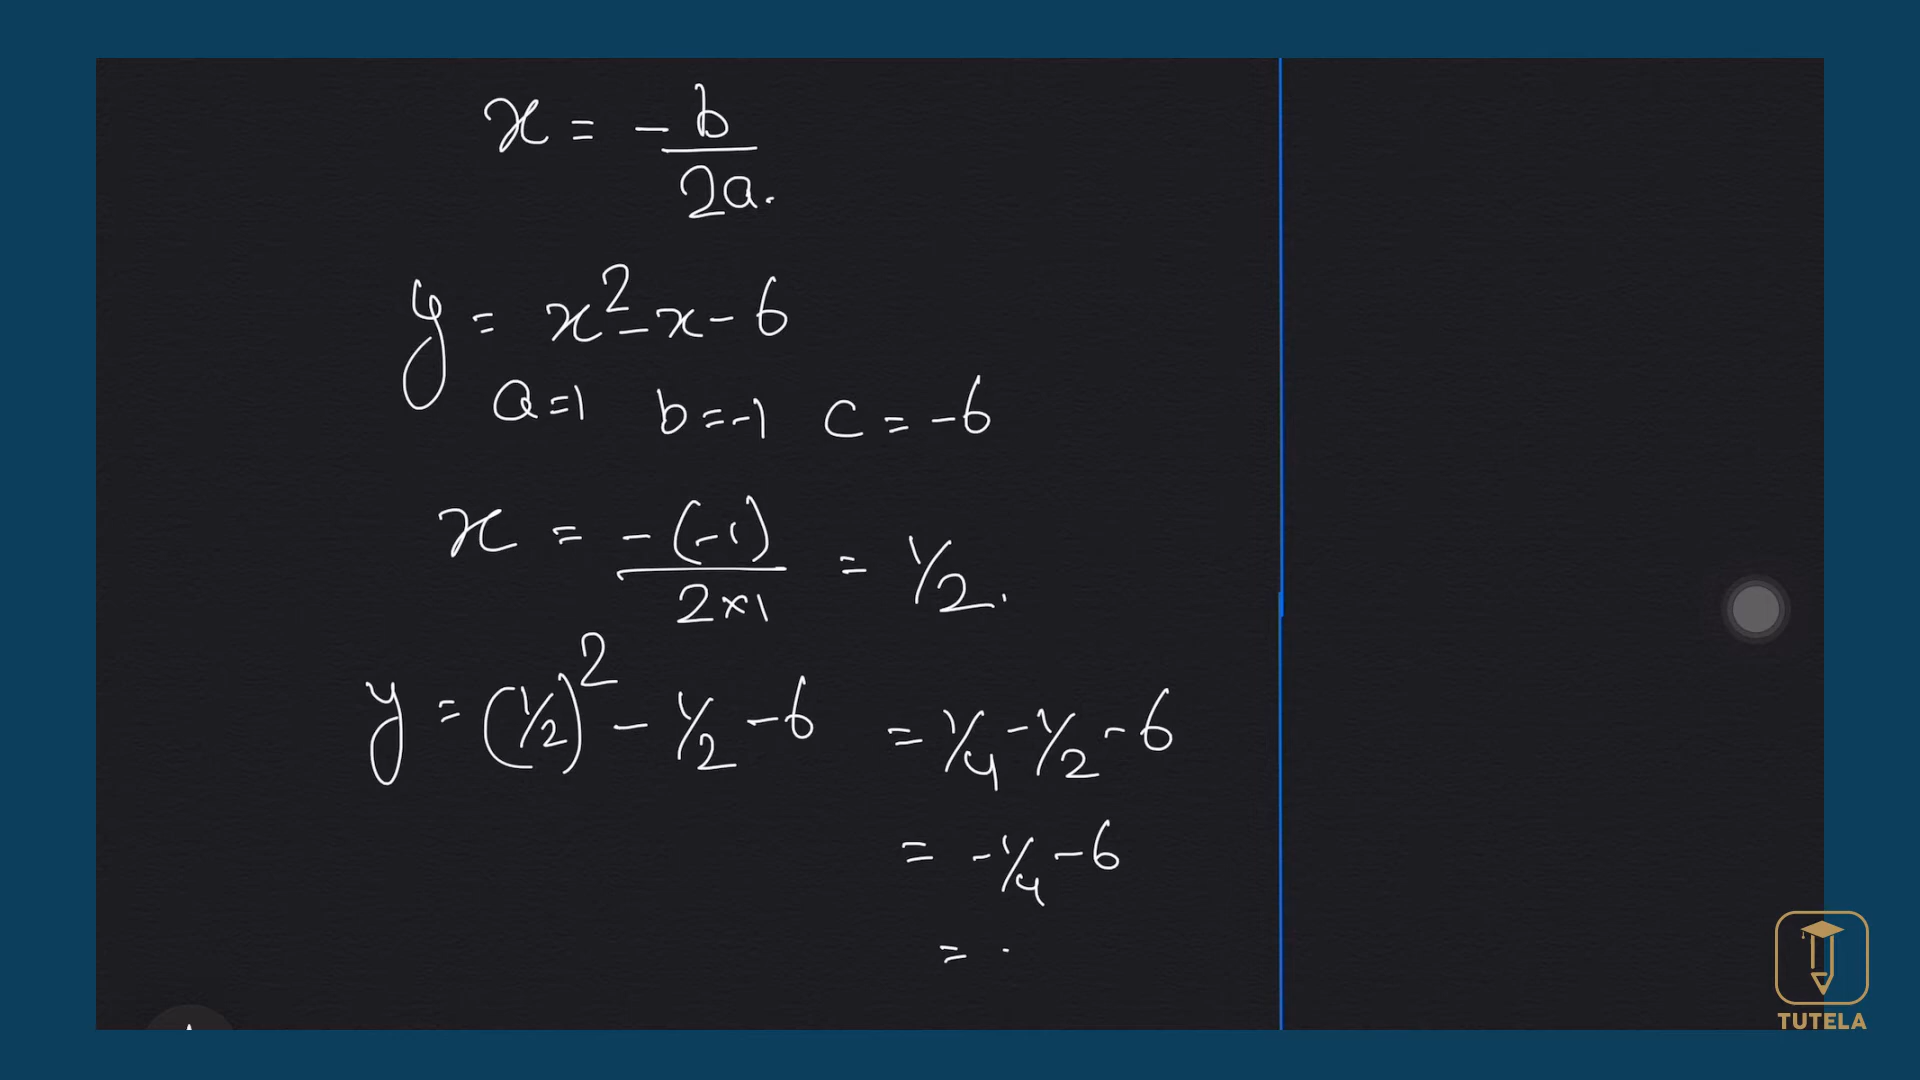 x = - b/2a.
y = x² - x - 6
a=1 b=-1 c=-6
x = -(-1)/2×1 = 1/2.
y = (1/2)² - 1/2 - 6 = 1/4 - 1/2 - 6
= -1/4 - 6
= -
TUTELA